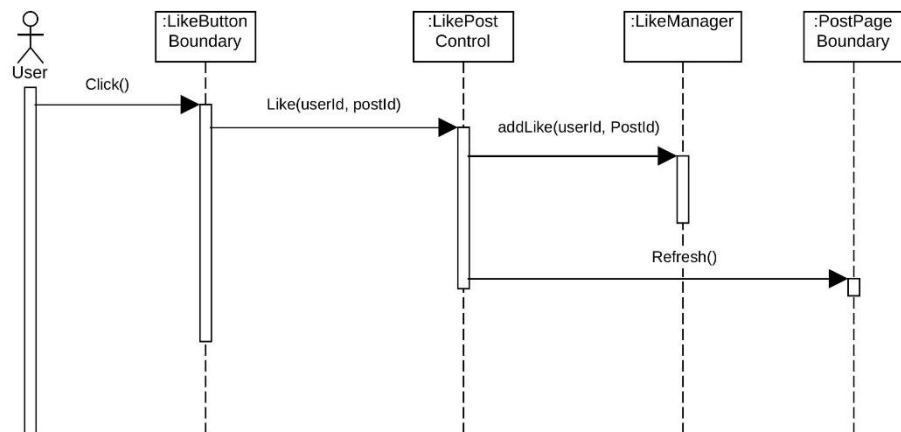 :LikeButton
Boundary
:LikePost
Control
:LikeManager
:PostPage
Boundary
User
Click()
Like(userId, postId)
addLike(userId, PostId)
Refresh()